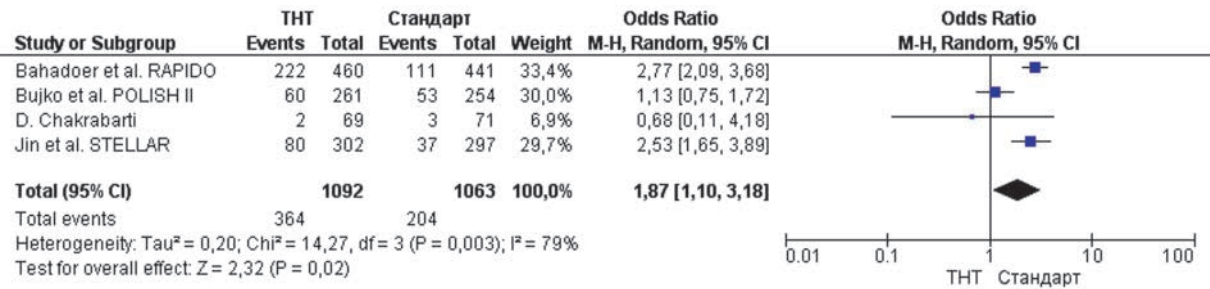 ТНТ Стандарт Odds Ratio Odds Ratio
Study or Subgroup Events Total Events Total Weight M-H, Random, 95% CI M-H, Random, 95% CI
Bahadoer et al. RAPIDO 222 460 111 441 33,4% 2,77 [2,09, 3,68]
Bujko et al. POLISH II 60 261 53 254 30,0% 1,13 [0,75, 1,72]
D. Chakrabarti 2 69 3 71 6,9% 0,68 [0,11, 4,18]
Jin et al. STELLAR 80 302 37 297 29,7% 2,53 [1,65, 3,89]
Total (95% CI) 1092 1063 100,0% 1,87 [1,10, 3,18]
Total events 364 204
Heterogeneity: Tau² = 0,20; Chi² = 14,27, df = 3 (P = 0,003); I² = 79%
Test for overall effect: Z = 2,32 (P = 0,02)
0.01 0.1 1 10 100
ТНТ Стандарт